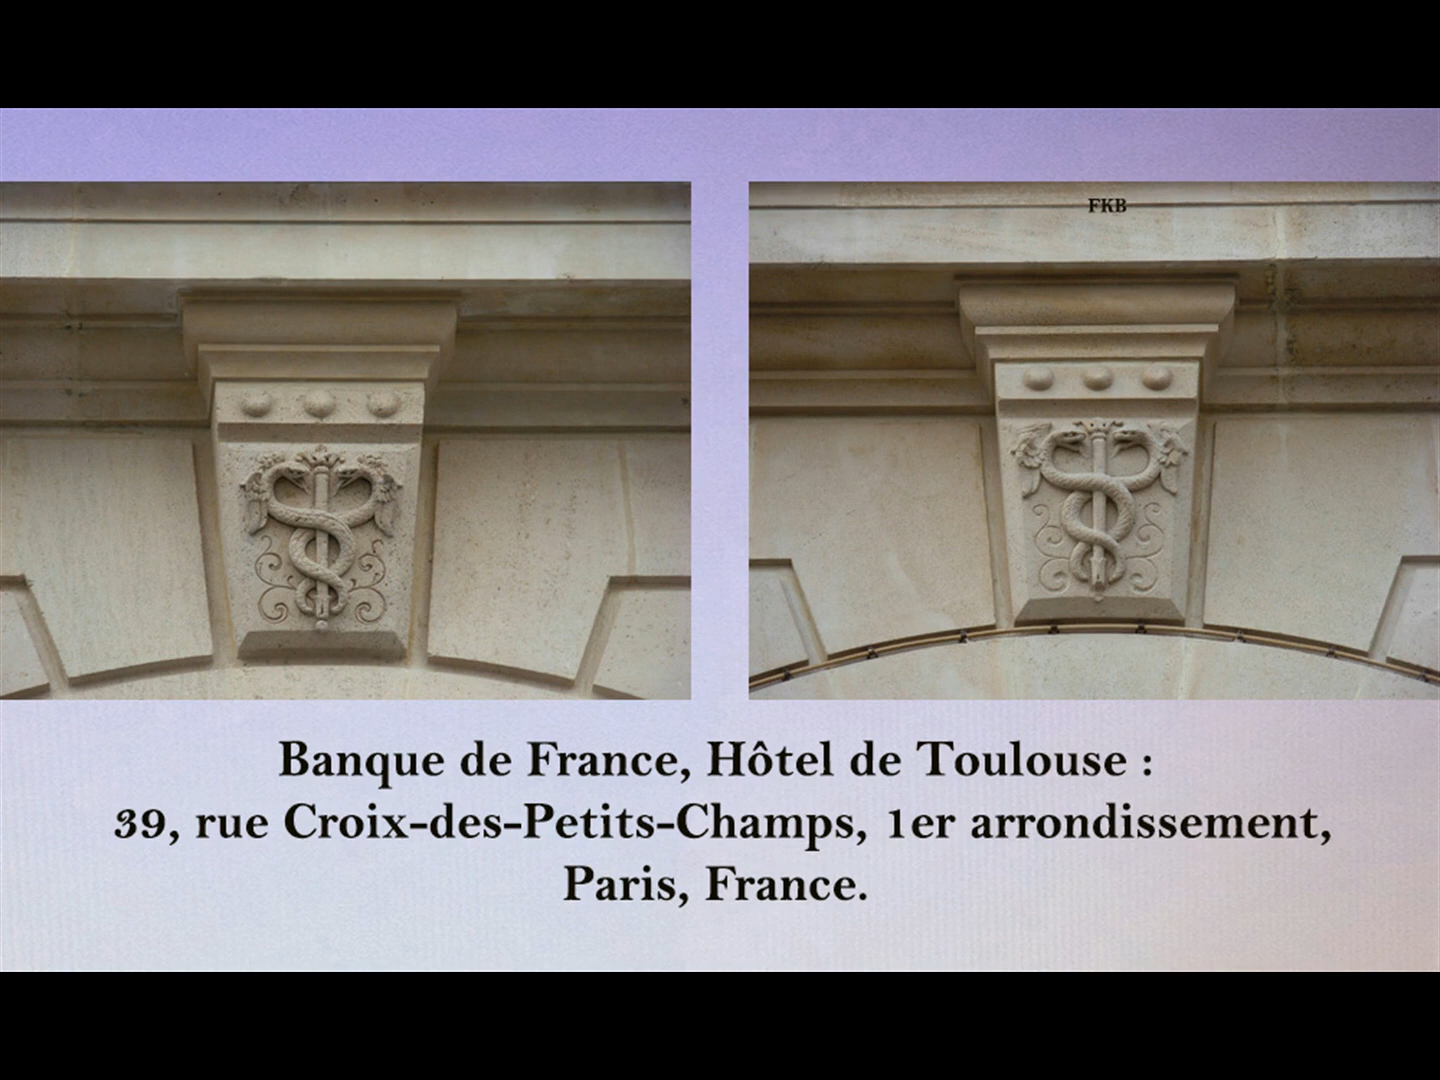 FKB
Banque de France, Hôtel de Toulouse :
39, rue Croix-des-Petits-Champs, 1er arrondissement,
Paris, France.